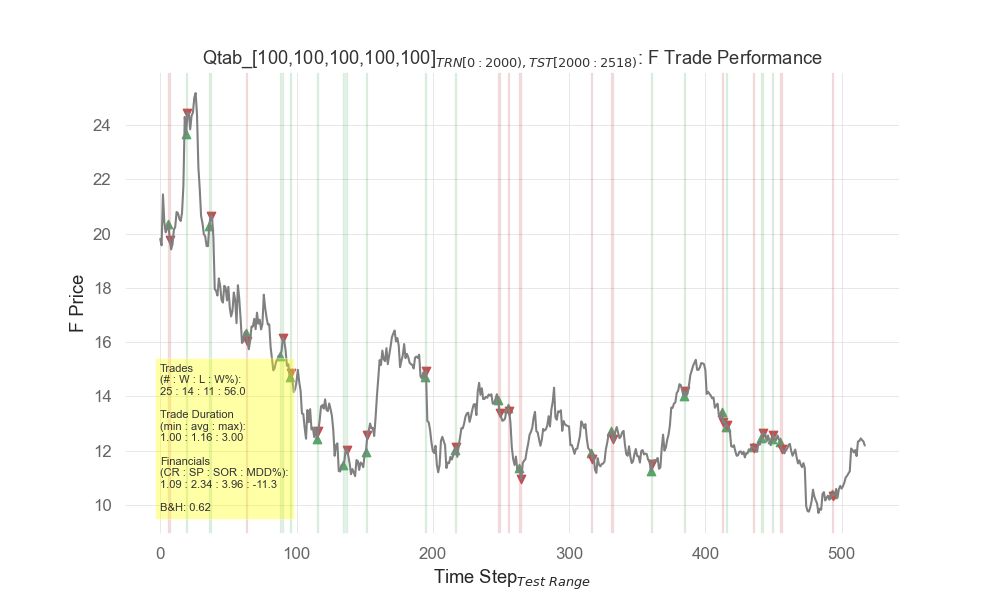 Qtab_[100,100,100,100,100]TRN[0 : 2000), TST[2000 : 2518): F Trade Performance
F Price
24
22
20
18
16
14
12
10
Trades
(# : W : L : W%):
25 : 14 : 11 : 56.0
Trade Duration
(min : avg : max):
1.00 : 1.16 : 3.00
Financials
(CR : SP : SOR : MDD%):
1.09 : 2.34 : 3.96 : -11.3
B&H: 0.62
0 100 200 300 400 500
Time StepTest Range